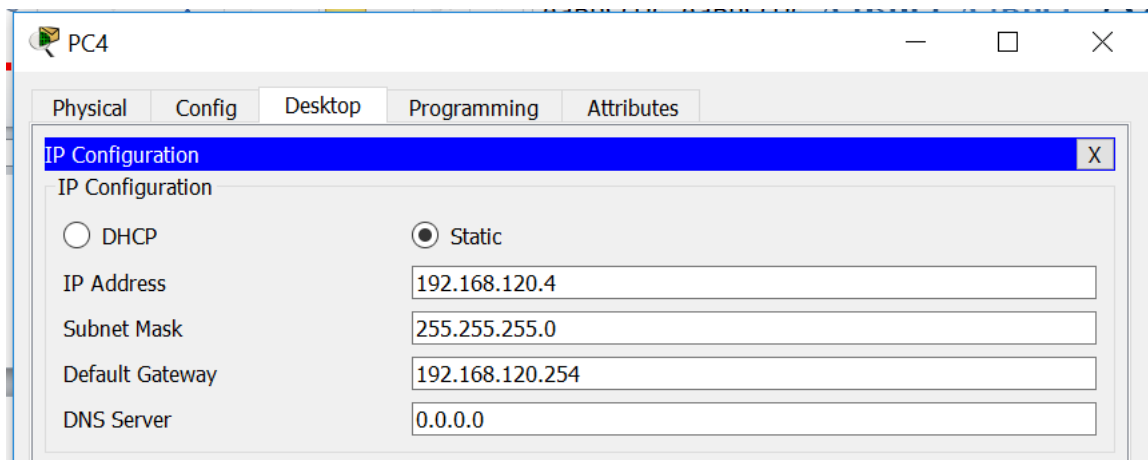 PC4
Physical Config Desktop Programming Attributes
IP Configuration X
IP Configuration
DHCP Static
IP Address 192.168.120.4
Subnet Mask 255.255.255.0
Default Gateway 192.168.120.254
DNS Server 0.0.0.0